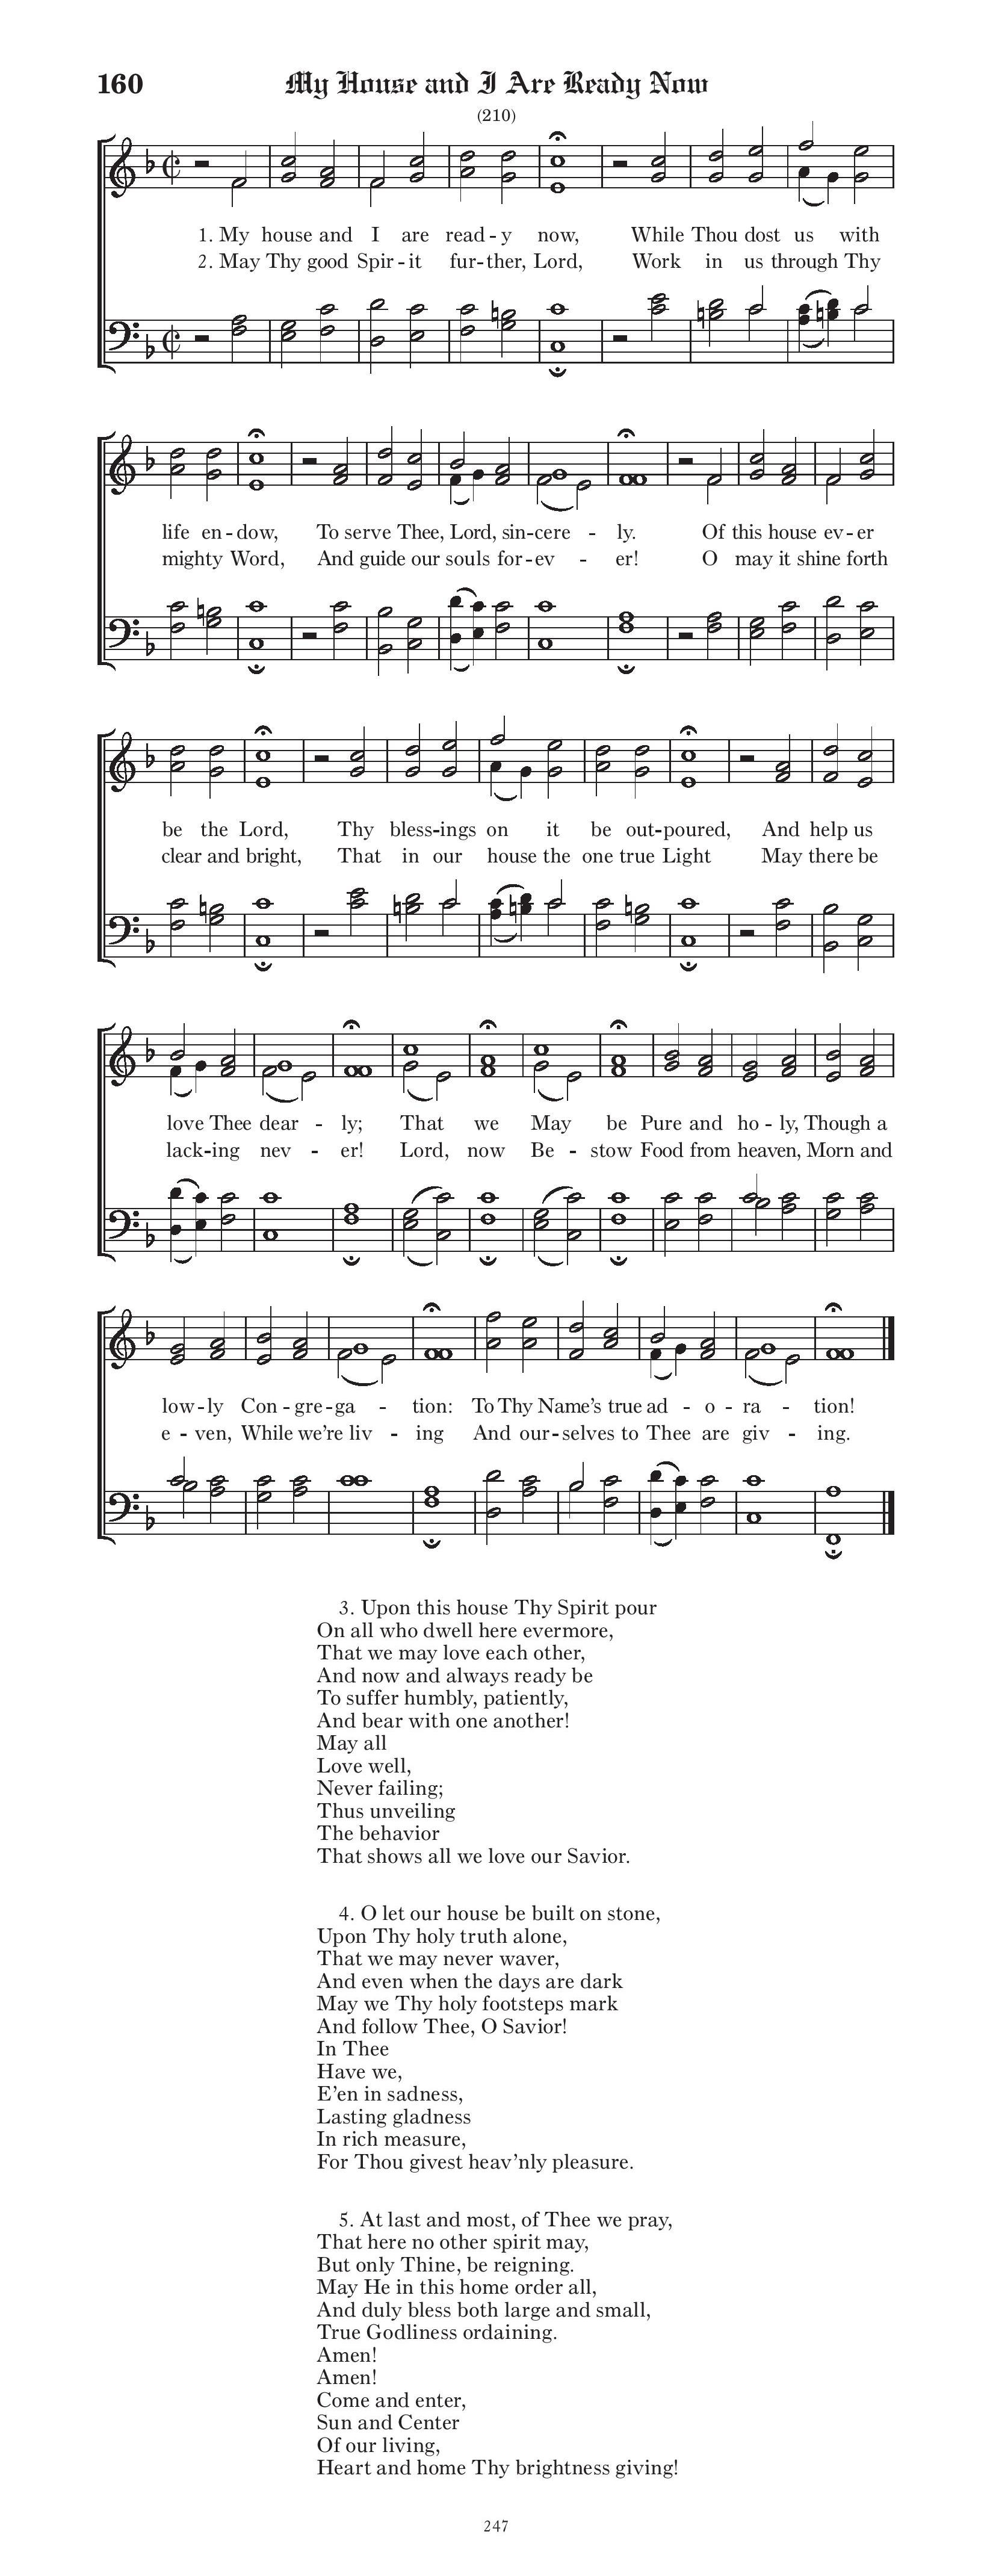 160 My House and I Are Ready Now
(210)
1. My house and I are read - y now, While Thou dost us with
2. May Thy good Spir - it fur - ther, Lord, Work in us through Thy
life en - dow, To serve Thee, Lord, sin - cere - ly. Of this house ev - er
mighty Word, And guide our souls for - ev - er! O may it shine forth
be the Lord, Thy bless - ings on it be out - poured, And help us
clear and bright, That in our house the one true Light May there be
love Thee dear - ly; That we May be Pure and ho - ly, Though a
lack - ing nev - er! Lord, now Be - stow Food from heaven, Morn and
low - ly Con - gre - ga - tion: To Thy Name’s true ad - o - ra - tion!
e - ven, While we’re liv - ing And our - selves to Thee are giv - ing.
3. Upon this house Thy Spirit pour
On all who dwell here evermore,
That we may love each other,
And now and always ready be
To suffer humbly, patiently,
And bear with one another!
May all
Love well,
Never failing;
Thus unveiling
The behavior
That shows all we love our Savior.
4. O let our house be built on stone,
Upon Thy holy truth alone,
That we may never waver,
And even when the days are dark
May we Thy holy footsteps mark
And follow Thee, O Savior!
In Thee
Have we,
E’en in sadness,
Lasting gladness
In rich measure,
For Thou givest heav’nly pleasure.
5. At last and most, of Thee we pray,
That here no other spirit may,
But only Thine, be reigning.
May He in this home order all,
And duly bless both large and small,
True Godliness ordaining.
Amen!
Amen!
Come and enter,
Sun and Center
Of our living,
Heart and home Thy brightness giving!
247